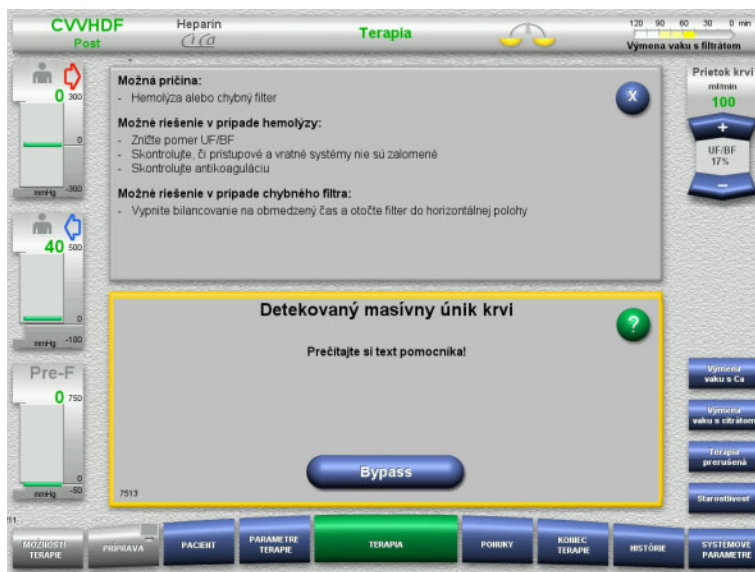 CVVHDF
Post
Heparin
Ci Ca
Terapia
120 90 60 30 0 min
Výmena vaku s filtrátom
0
300
0
mmHg -300
40
500
0
mmHg -100
Pre-F
0
750
0
mmHg -50
Možná príčina:
- Hemolýza alebo chybný filter
Možné riešenie v prípade hemolýzy:
- Znížte pomer UF/BF
- Skontrolujte, či prístupové a vratné systémy nie sú zalomené
- Skontrolujte antikoaguláciu
Možné riešenie v prípade chybného filtra:
- Vypnite bilancovanie na obmedzený čas a otočte filter do horizontálnej polohy
X
Detekovaný masívny únik krvi
?
Prečítajte si text pomocníka!
Bypass
7513
Prietok krvi
ml/min
100
+
UF/BF
17%
−
Výmena
vaku s Ca
Výmena
vaku s citrátom
Terapia
prerušená
Starostlivosť
MOŽNOSTI
TERAPIE
PRÍPRAVA
PACIENT
PARAMETRE
TERAPIE
TERAPIA
PONUKY
KONIEC
TERAPIE
HISTÓRIE
SYSTÉMOVÉ
PARAMETRE